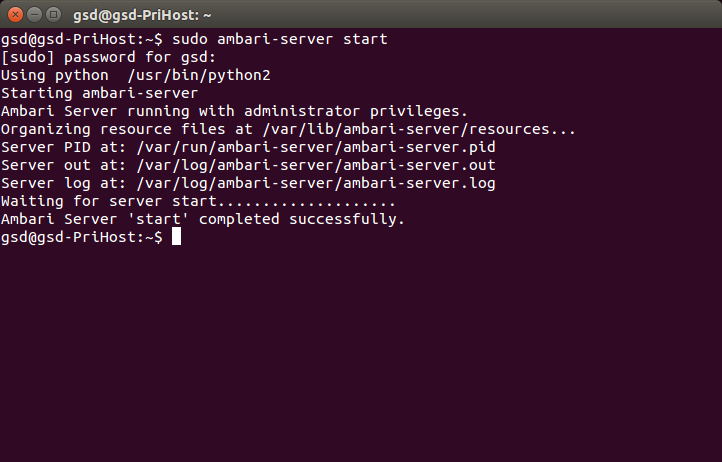 gsd@gsd-PriHost: ~
gsd@gsd-PriHost:~$ sudo ambari-server start
[sudo] password for gsd:
Using python  /usr/bin/python2
Starting ambari-server
Ambari Server running with administrator privileges.
Organizing resource files at /var/lib/ambari-server/resources...
Server PID at: /var/run/ambari-server/ambari-server.pid
Server out at: /var/log/ambari-server/ambari-server.out
Server log at: /var/log/ambari-server/ambari-server.log
Waiting for server start....................
Ambari Server 'start' completed successfully.
gsd@gsd-PriHost:~$